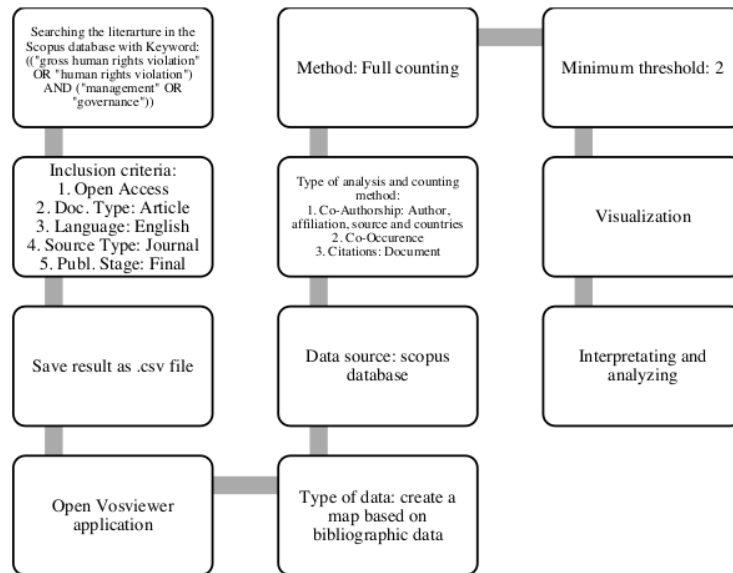 Searching the literarture in the
Scopus database with Keyword:
(("gross human rights violation"
OR "human rights violation")
AND ("management" OR
"governance"))
Inclusion criteria:
1. Open Access
2. Doc. Type: Article
3. Language: English
4. Source Type: Journal
5. Publ. Stage: Final
Save result as .csv file
Open Vosviewer
application
Type of data: create a
map based on
bibliographic data
Data source: scopus
database
Type of analysis and counting
method:
1. Co-Authorship: Author,
affiliation, source and countries
2. Co-Occurence
3. Citations: Document
Method: Full counting
Minimum threshold: 2
Visualization
Interpretating and
analyzing